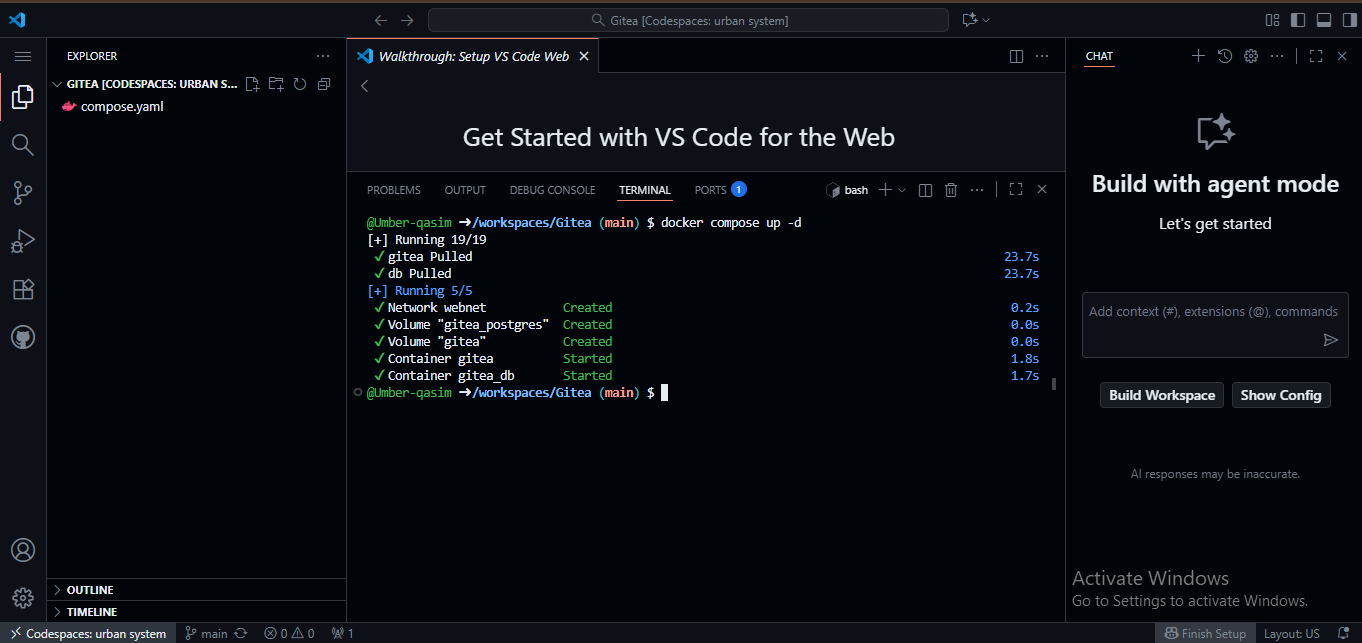 Gitea [Codespaces: urban system]
EXPLORER
GITEA [CODESPACES: URBAN S...
compose.yaml
Walkthrough: Setup VS Code Web
Get Started with VS Code for the Web
PROBLEMS OUTPUT DEBUG CONSOLE TERMINAL PORTS 1
bash
@Umber-qasim ➜/workspaces/Gitea (main) $ docker compose up -d
[+] Running 19/19
✓ gitea Pulled 23.7s
✓ db Pulled 23.7s
[+] Running 5/5
✓ Network webnet Created 0.2s
✓ Volume "gitea_postgres" Created 0.0s
✓ Volume "gitea" Created 0.0s
✓ Container gitea Started 1.8s
✓ Container gitea_db Started 1.7s
@Umber-qasim ➜/workspaces/Gitea (main) $
CHAT
Build with agent mode
Let's get started
Add context (#), extensions (@), commands
Build Workspace Show Config
AI responses may be inaccurate.
Activate Windows
Go to Settings to activate Windows.
OUTLINE
TIMELINE
Codespaces: urban system main 0 0 1 Finish Setup Layout: US